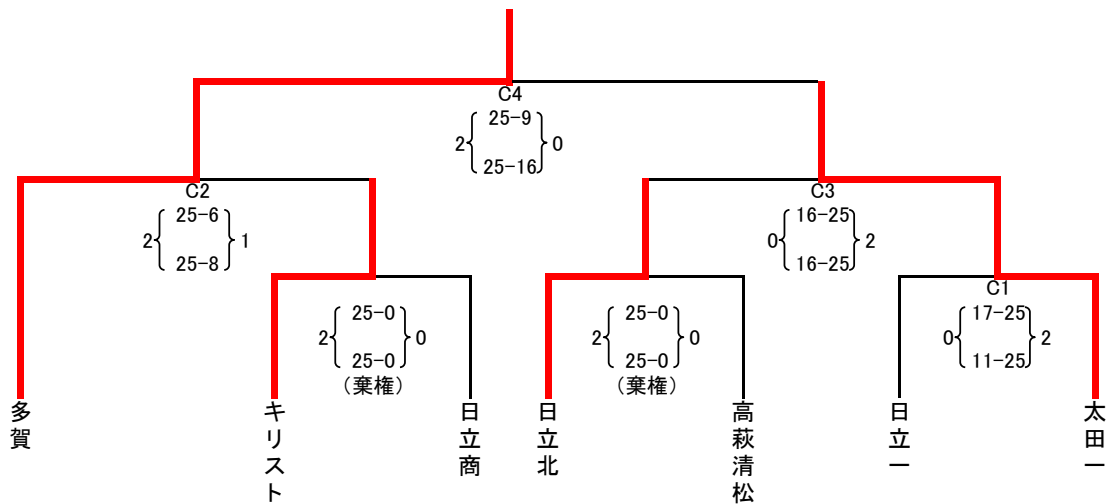 C4
25-9
2 0
25-16
C2
25-6
2 1
25-8
C3
16-25
0 2
16-25
25-0
2 0
25-0
(棄権)
25-0
2 0
25-0
(棄権)
C1
17-25
0 2
11-25
多賀
キリスト
日立商
日立北
高萩清松
日立一
太田一